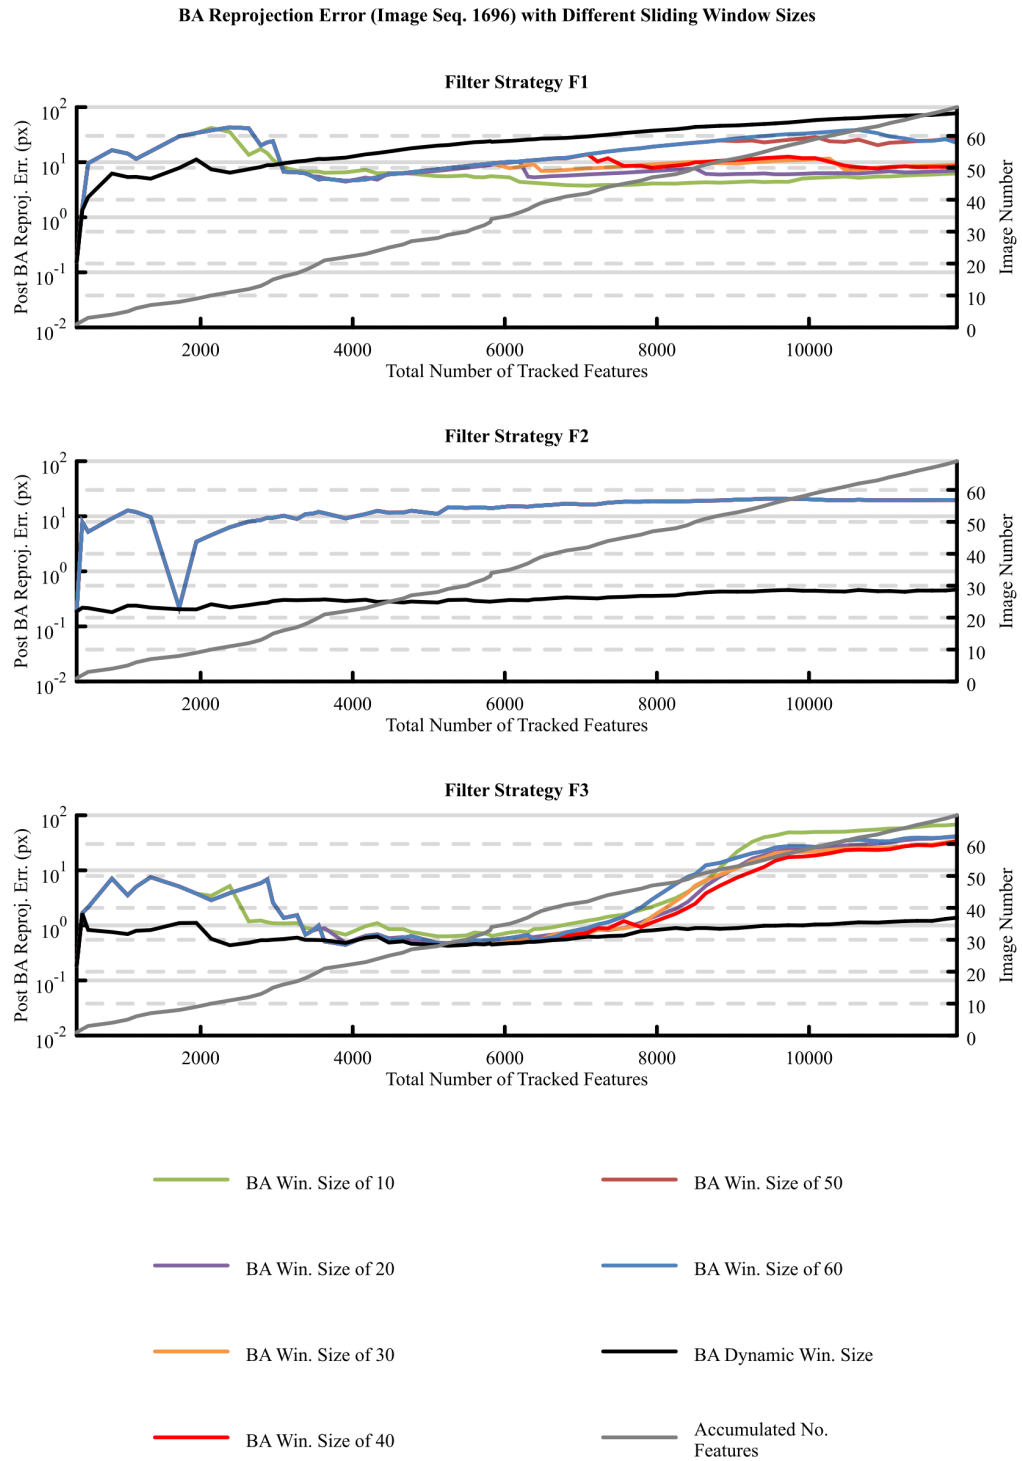 BA Reprojection Error (Image Seq. 1696) with Different Sliding Window Sizes
Filter Strategy F1
Post BA Reproj. Err. (px)
10^2
10^1
10^0
10^-1
10^-2
60
50
40
30
20
10
0
Image Number
2000 4000 6000 8000 10000
Total Number of Tracked Features
Filter Strategy F2
Post BA Reproj. Err. (px)
10^2
10^1
10^0
10^-1
10^-2
60
50
40
30
20
10
0
Image Number
2000 4000 6000 8000 10000
Total Number of Tracked Features
Filter Strategy F3
Post BA Reproj. Err. (px)
10^2
10^1
10^0
10^-1
10^-2
60
50
40
30
20
10
0
Image Number
2000 4000 6000 8000 10000
Total Number of Tracked Features
BA Win. Size of 10
BA Win. Size of 50
BA Win. Size of 20
BA Win. Size of 60
BA Win. Size of 30
BA Dynamic Win. Size
BA Win. Size of 40
Accumulated No.
Features